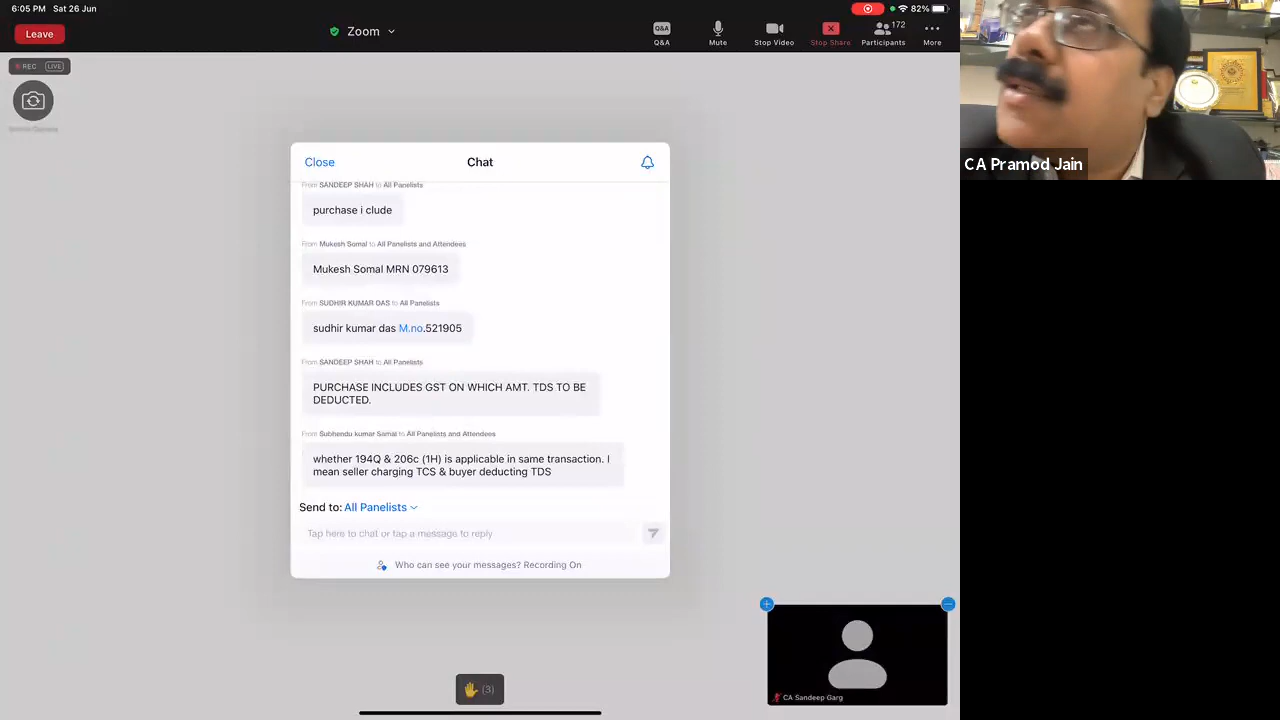 6:05 PM Sat 26 Jun
82%
Leave
Zoom
Q&A
Q&A
Mute
Stop Video
Stop Share
172
Participants
More
REC LIVE
Close
Chat
From SANDEEP SHAH to All Panelists
purchase i clude
From Mukesh Somal to All Panelists and Attendees
Mukesh Somal MRN 079613
From SUDHIR KUMAR DAS to All Panelists
sudhir kumar das M.no.521905
From SANDEEP SHAH to All Panelists
PURCHASE INCLUDES GST ON WHICH AMT. TDS TO BE
DEDUCTED.
From Subhendu kumar Samal to All Panelists and Attendees
whether 194Q & 206c (1H) is applicable in same transaction. I
mean seller charging TCS & buyer deducting TDS
Send to: All Panelists
Tap here to chat or tap a message to reply
Who can see your messages? Recording On
(3)
CA Sandeep Garg
CA Pramod Jain